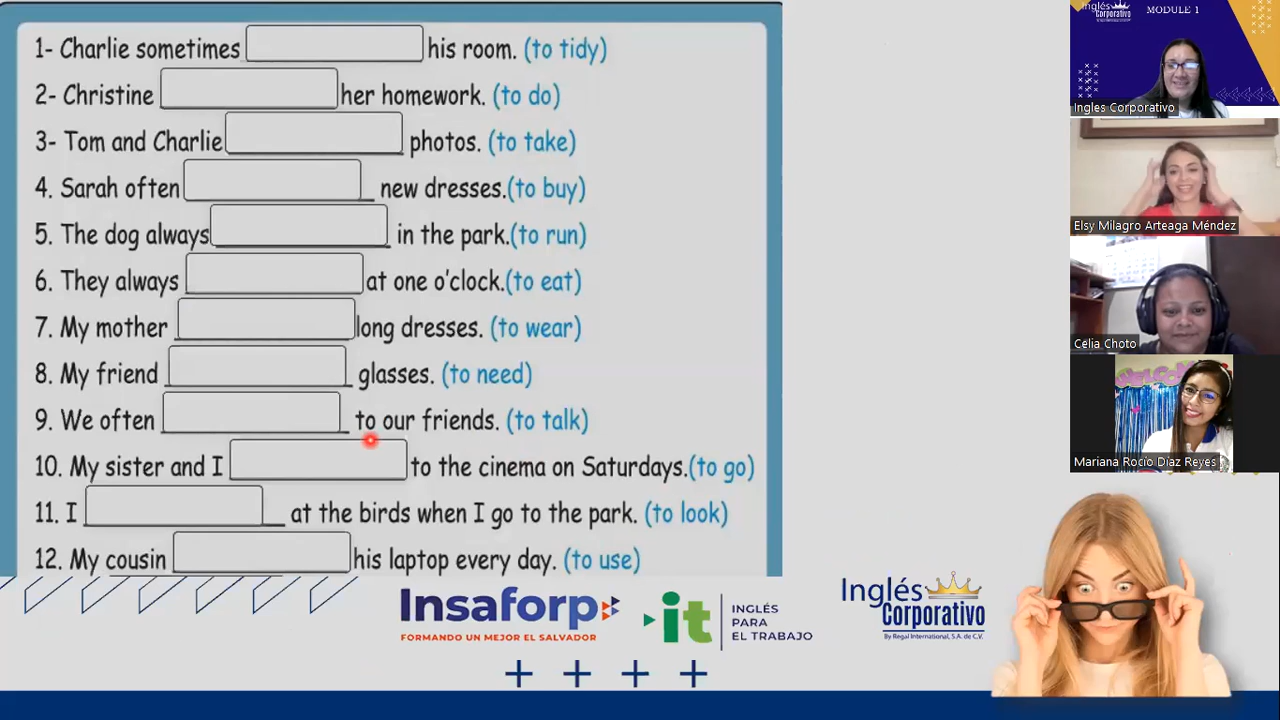 1- Charlie sometimes his room. (to tidy)
2- Christine her homework. (to do)
3- Tom and Charlie photos. (to take)
4. Sarah often new dresses.(to buy)
5. The dog always in the park.(to run)
6. They always at one o'clock.(to eat)
7. My mother long dresses. (to wear)
8. My friend glasses. (to need)
9. We often to our friends. (to talk)
10. My sister and I to the cinema on Saturdays.(to go)
11. I at the birds when I go to the park. (to look)
12. My cousin his laptop every day. (to use)
Insaforp
FORMANDO UN MEJOR EL SALVADOR
it
INGLÉS
PARA
EL TRABAJO
Inglés
Corporativo
By Regal International, S.A. de C.V.
Inglés
Corporativo
MODULE 1
Ingles Corporativo
Elsy Milagro Arteaga Méndez
Celia Choto
WELCOME
Mariana Rocío Díaz Reyes